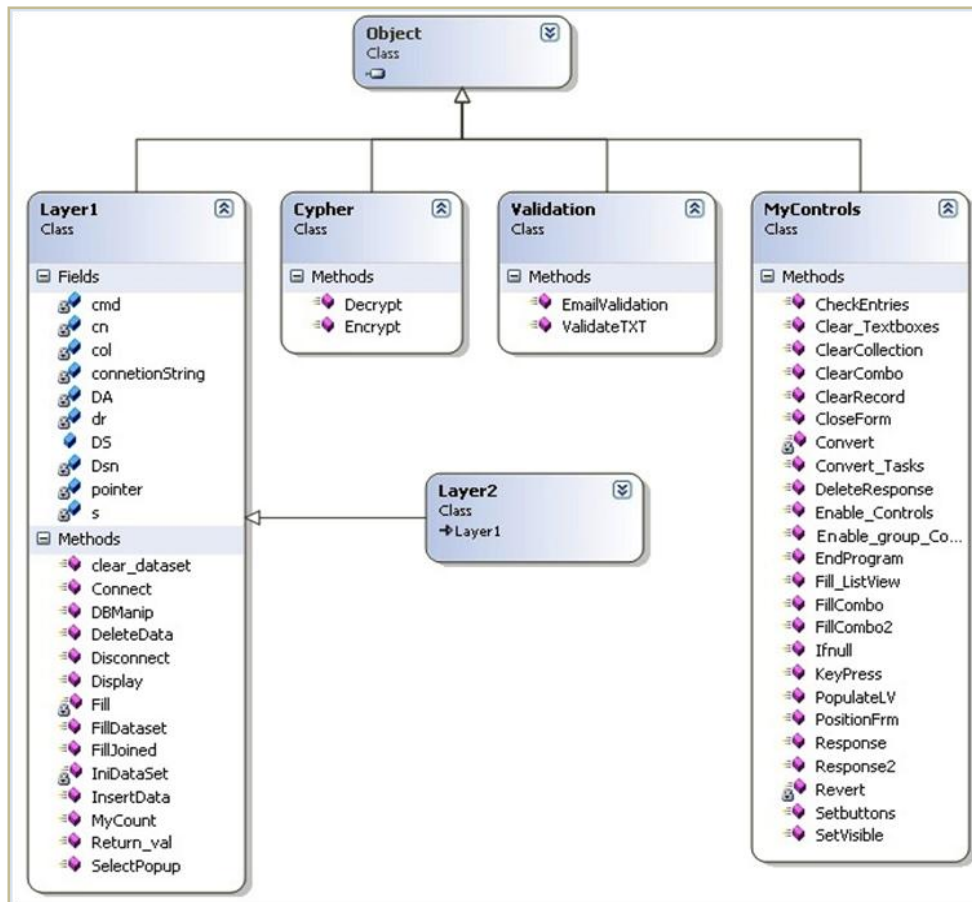 Object
Class
Layer1
Class
Fields
cmd
cn
col
connetionString
DA
dr
DS
Dsn
pointer
s
Methods
clear_dataset
Connect
DBManip
DeleteData
Disconnect
Display
Fill
FillDataset
FillJoined
IniDataSet
InsertData
MyCount
Return_val
SelectPopup
Cypher
Class
Methods
Decrypt
Encrypt
Validation
Class
Methods
EmailValidation
ValidateTXT
Layer2
Class
Layer1
MyControls
Class
Methods
CheckEntries
Clear_Textboxes
ClearCollection
ClearCombo
ClearRecord
CloseForm
Convert
Convert_Tasks
DeleteResponse
Enable_Controls
Enable_group_Co...
EndProgram
Fill_ListView
FillCombo
FillCombo2
Ifnull
KeyPress
PopulateLV
PositionFrm
Response
Response2
Revert
Setbuttons
SetVisible